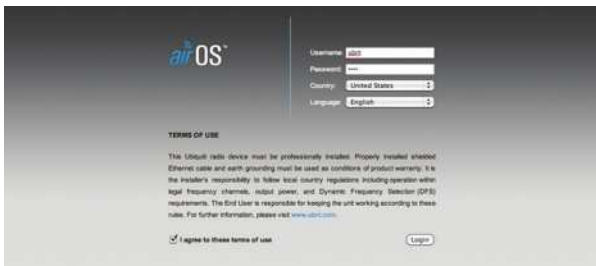 airOS™
Username: ubnt
Password: ••••
Country: United States
Language: English
TERMS OF USE
This Ubiquiti radio device must be professionally installed. Properly installed shielded
Ethernet cable and earth grounding must be used as conditions of product warranty. It is
the installer's responsibility to follow local country regulations including operation within
legal frequency channels, output power, and Dynamic Frequency Selection (DFS)
requirements. The End User is responsible for keeping the unit working according to these
rules. For further information, please visit www.ubnt.com.
I agree to these terms of use
Login